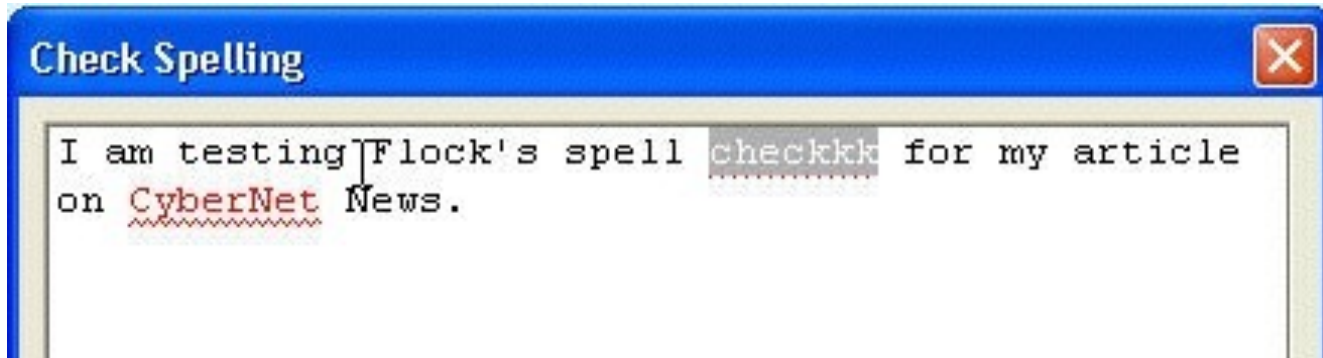 Check Spelling
I am testing Flock's spell checkkk for my article
on CyberNet News.